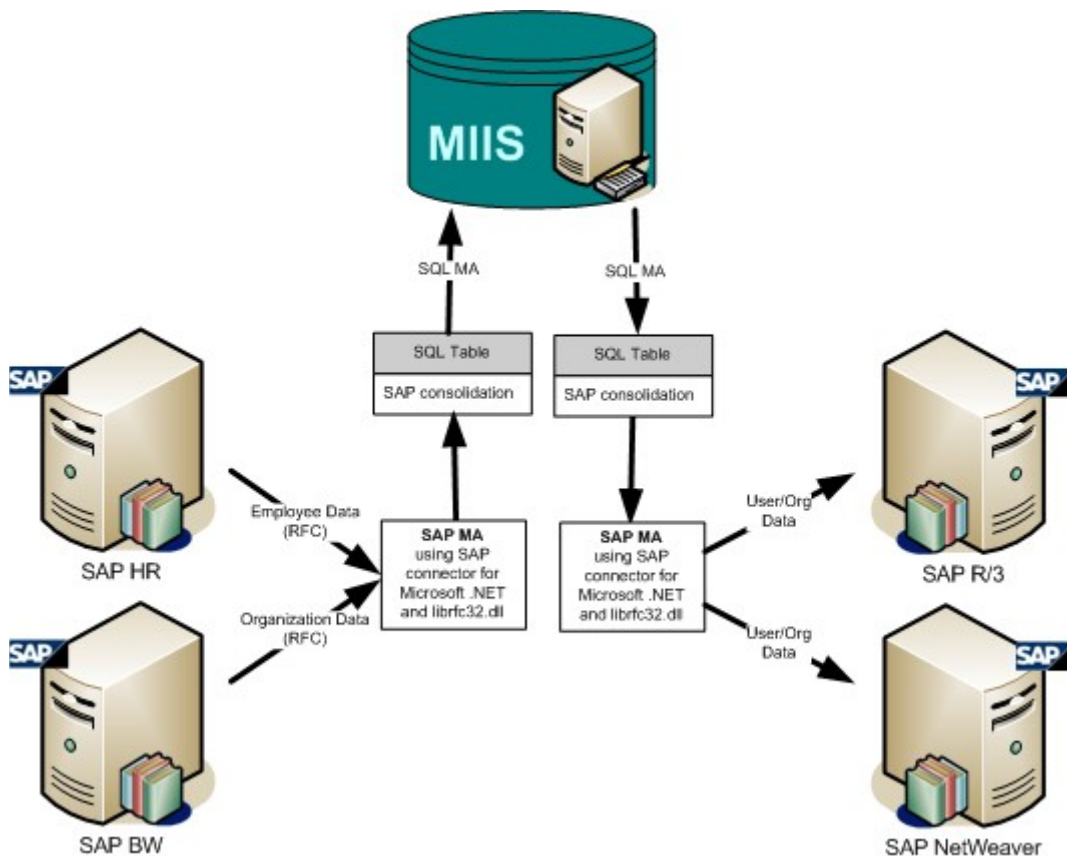 MIIS
SQL MA
SQL MA
SQL Table
SAP consolidation
SQL Table
SAP consolidation
SAP
SAP
Employee Data
(RFC)
User/Org
Data
SAP MA
using SAP
connector for
Microsoft .NET
and librfc32.dll
SAP MA
using SAP
connector for
Microsoft .NET
and librfc32.dll
SAP HR
SAP R/3
Organization Data
(RFC)
User/Org
Data
SAP
SAP
SAP BW
SAP NetWeaver